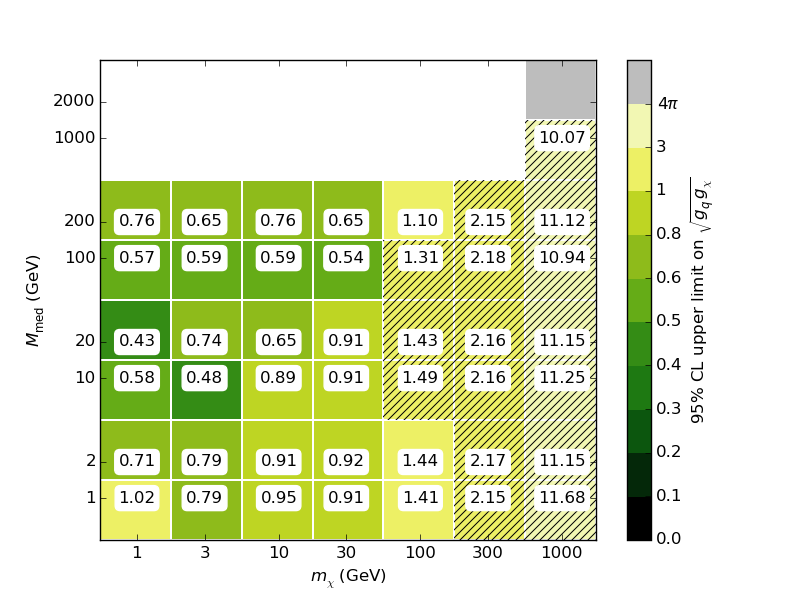 2000
4π
1000
10.07
3
200
0.76 0.65 0.76 0.65 1.10 2.15 11.12
1
100
0.57 0.59 0.59 0.54 1.31 2.18 10.94
0.8
0.6
0.5
20
0.43 0.74 0.65 0.91 1.43 2.16 11.15
0.4
10
0.58 0.48 0.89 0.91 1.49 2.16 11.25
0.3
0.2
2
0.71 0.79 0.91 0.92 1.44 2.17 11.15
0.1
1
1.02 0.79 0.95 0.91 1.41 2.15 11.68
0.0
1 3 10 30 100 300 1000
mχ (GeV)
Mmed (GeV)
95% CL upper limit on √gq gχ